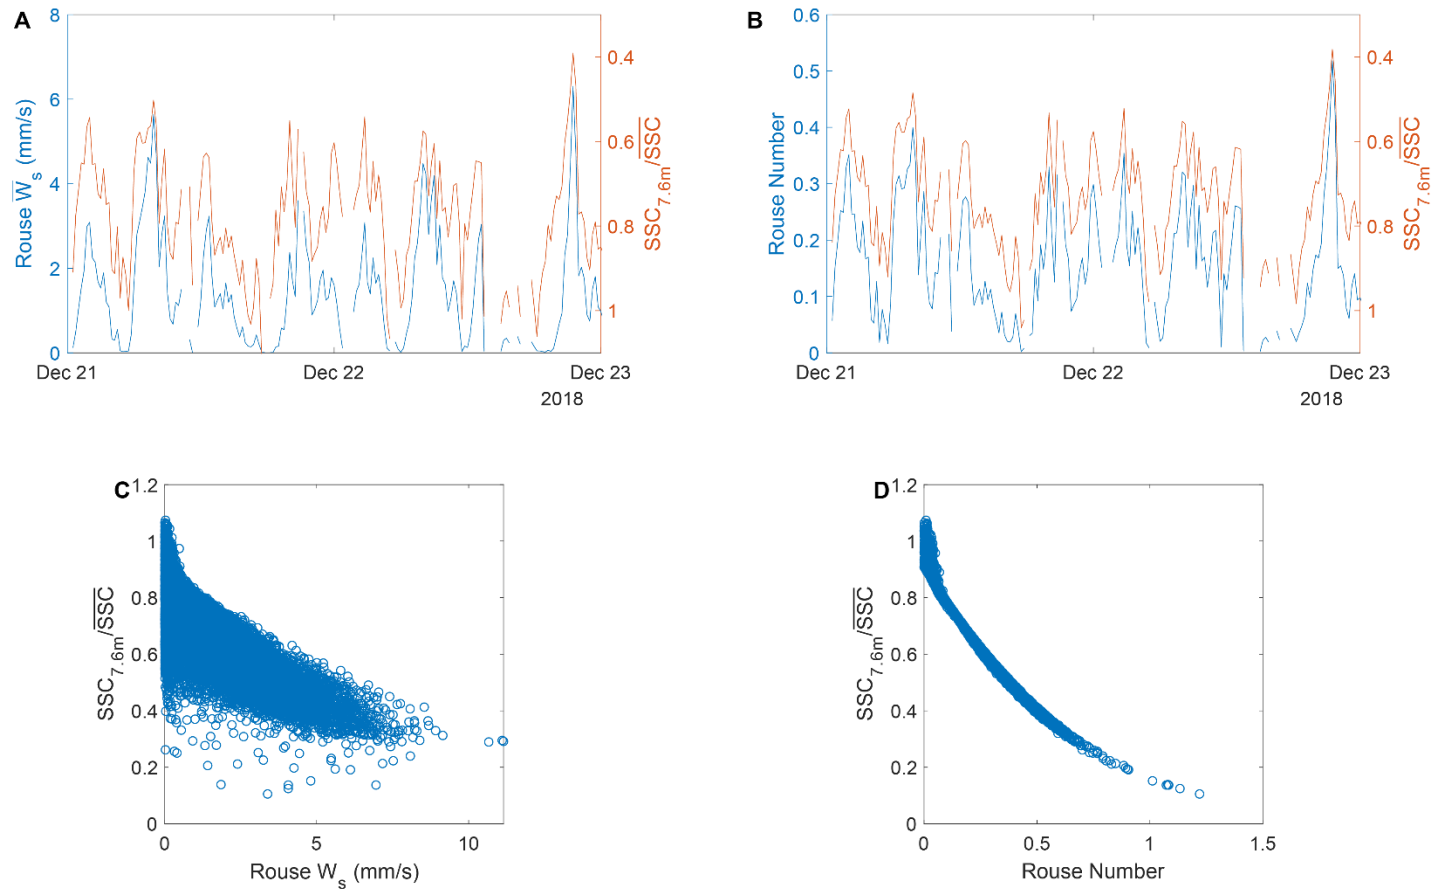 A
8
6
4
2
0
Rouse W̅s (mm/s)
0.4
0.6
0.8
1
SSC7.6m/S̅S̅C̅
Dec 21
Dec 22
Dec 23
2018
B
0.6
0.5
0.4
0.3
0.2
0.1
0
Rouse Number
0.4
0.6
0.8
1
SSC7.6m/S̅S̅C̅
Dec 21
Dec 22
Dec 23
2018
C
1.2
1
0.8
0.6
0.4
0.2
0
SSC7.6m/S̅S̅C̅
0
5
10
Rouse Ws (mm/s)
D
1.2
1
0.8
0.6
0.4
0.2
0
SSC7.6m/S̅S̅C̅
0
0.5
1
1.5
Rouse Number